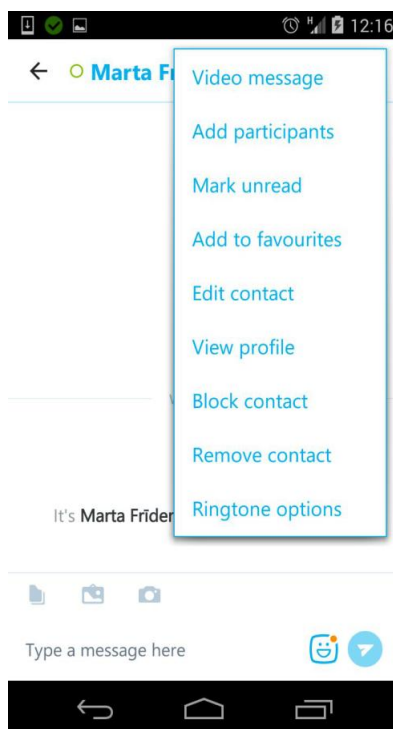 H
12:16
Marta F
Video message
Add participants
Mark unread
Add to favourites
Edit contact
View profile
Block contact
Remove contact
It's Marta Frīder
Ringtone options
Type a message here